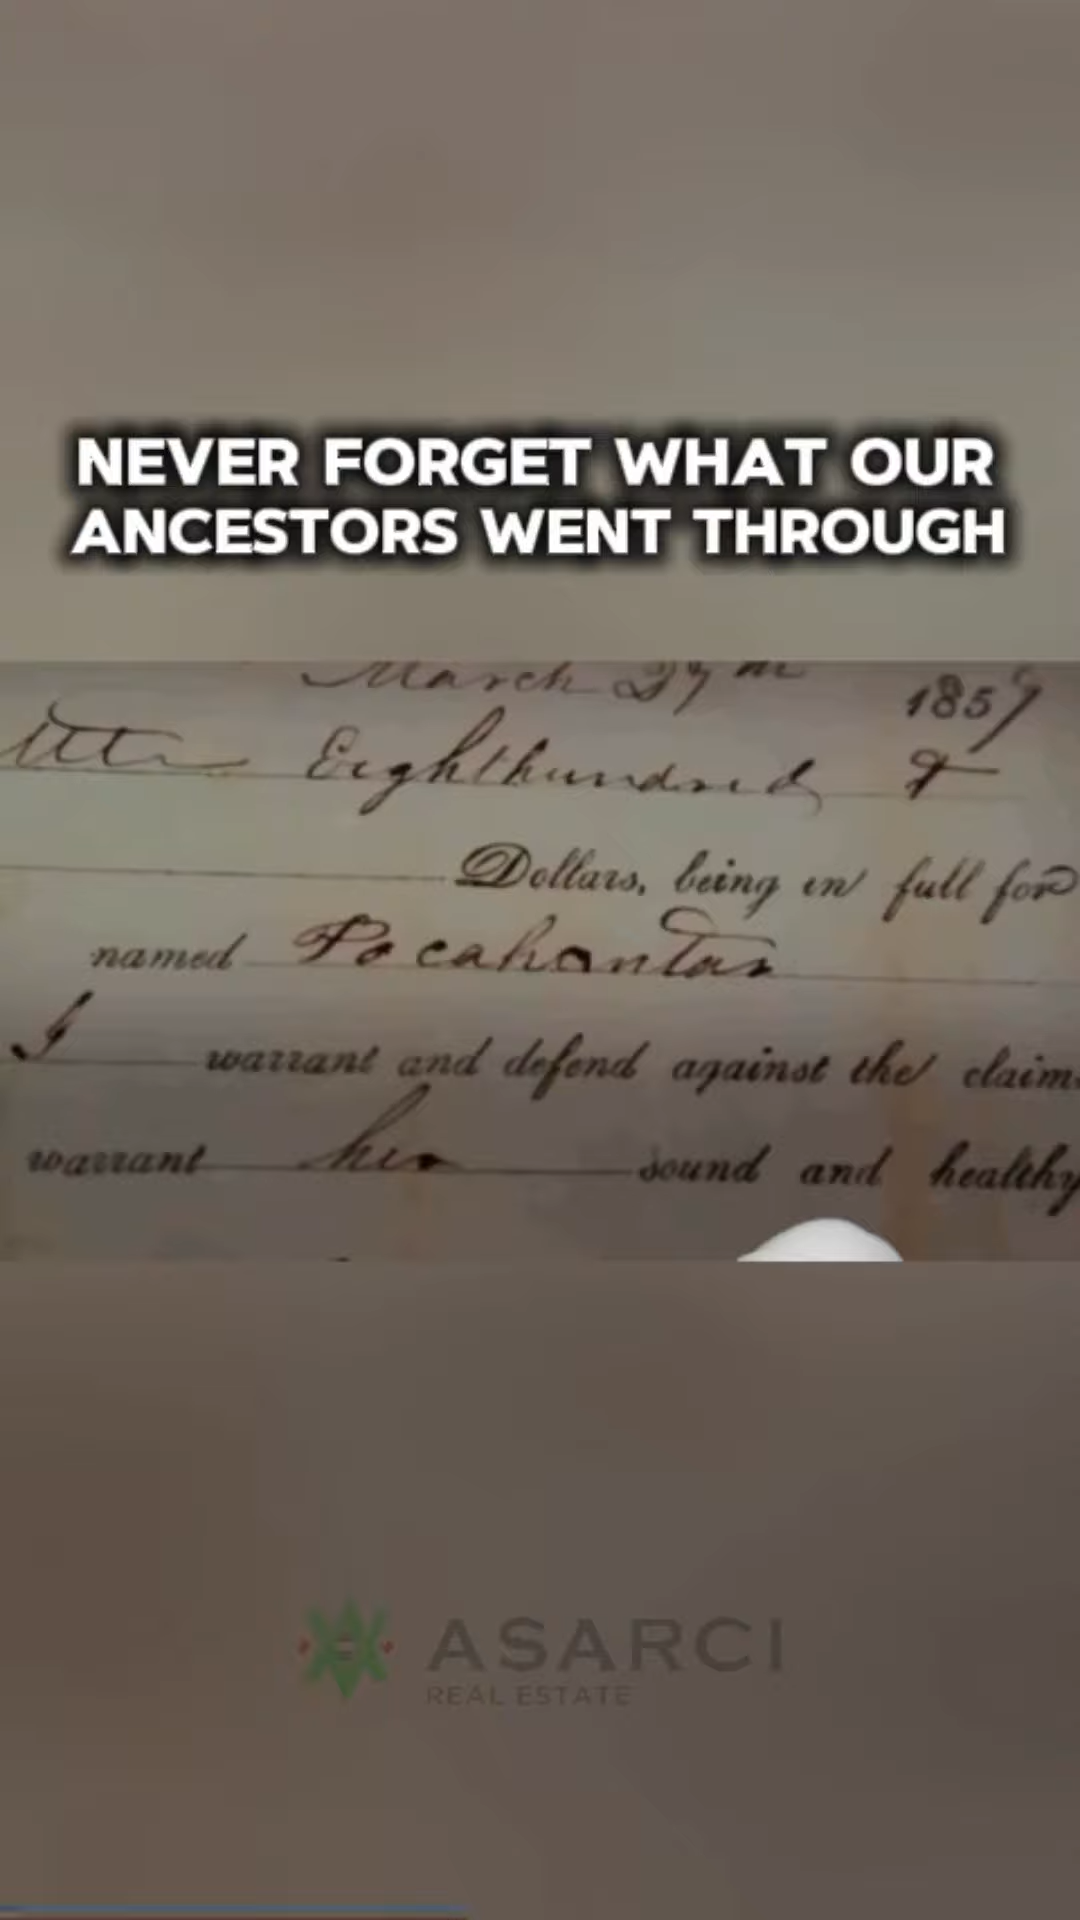 NEVER FORGET WHAT OUR
ANCESTORS WENT THROUGH
March 27th 1857
Eighthundred &
Dollars, being in full for
named Pocahontas
I warrant and defend against the claim
warrant her sound and healthy
ASARCI
REAL ESTATE